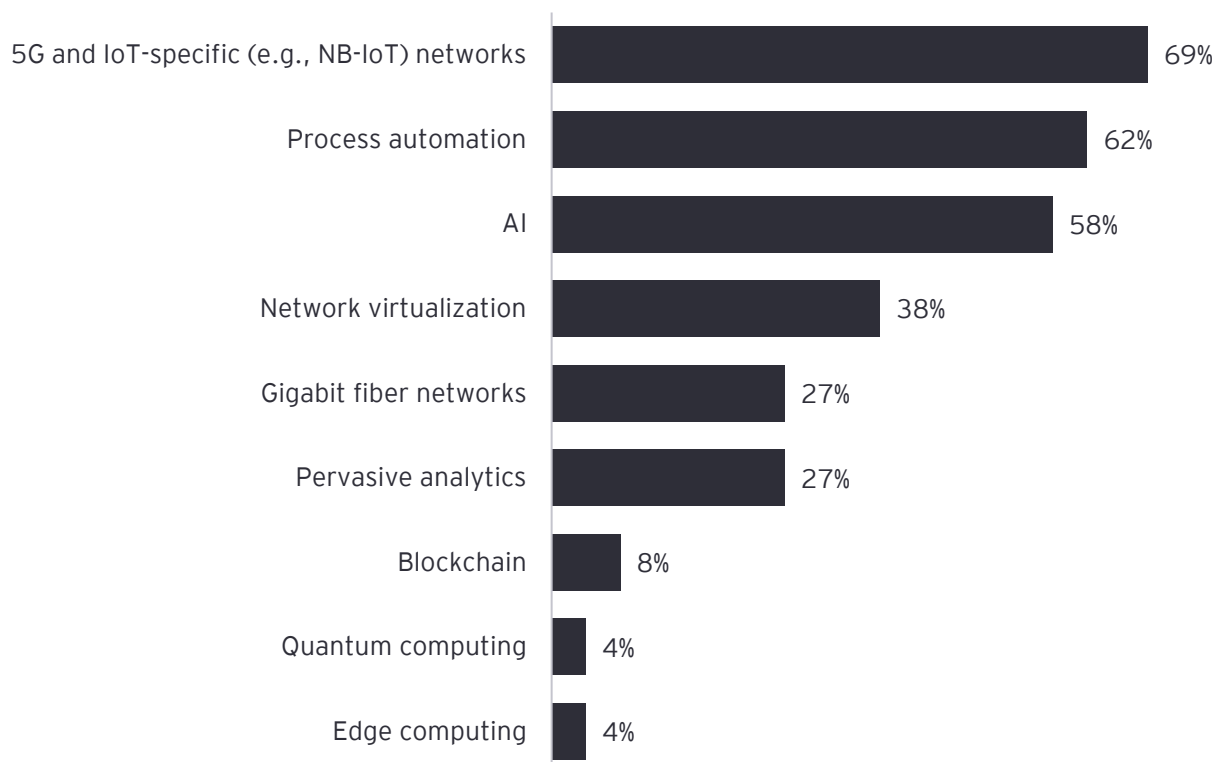 5G and IoT-specific (e.g., NB-IoT) networks 69%
Process automation 62%
AI 58%
Network virtualization 38%
Gigabit fiber networks 27%
Pervasive analytics 27%
Blockchain 8%
Quantum computing 4%
Edge computing 4%